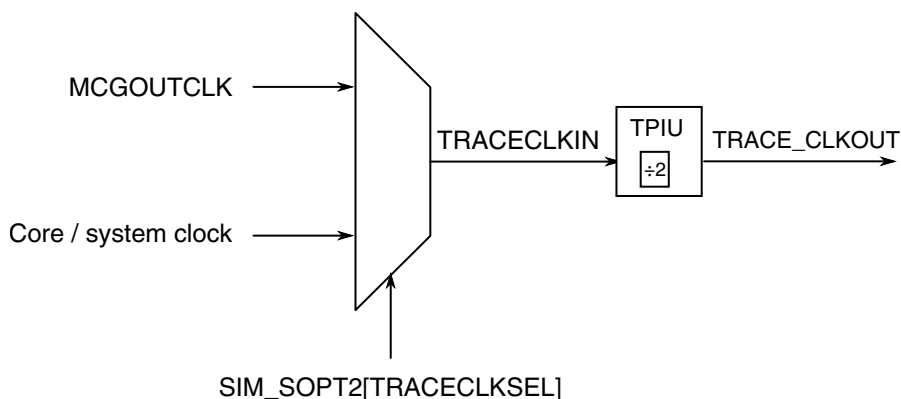 MCGOUTCLK
TRACECLKIN
TPIU
÷2
TRACE_CLKOUT
Core / system clock
SIM_SOPT2[TRACECLKSEL]